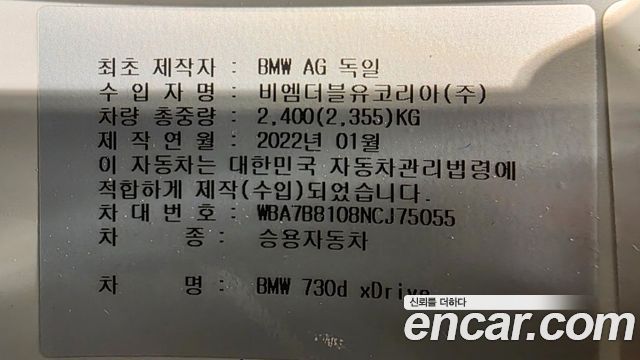 최초 제작자 : BMW AG 독일
수 입 자 명 : 비엠더블유코리아(주)
차량 총중량 : 2,400(2,355)KG
제 작 연 월 : 2022년 01월
이 자동차는 대한민국 자동차관리법령에
적합하게 제작(수입)되었습니다.
차 대 번 호 : WBA7B8108NCJ75055
차 종 : 승용자동차
차 명 : BMW 730d xDrive
신뢰를 더하다
encar.com